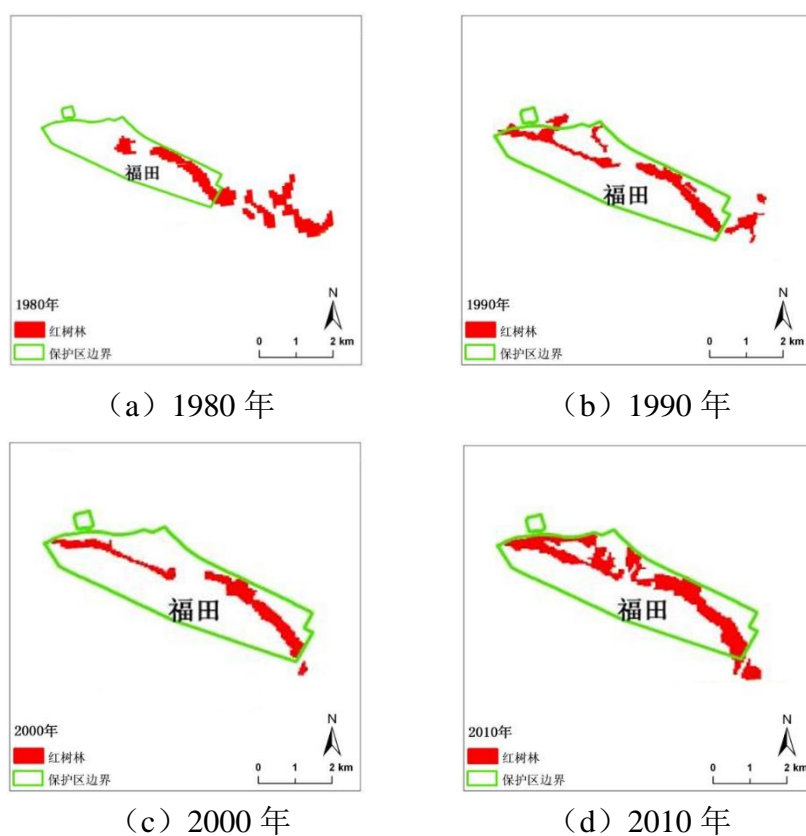 福田
1980年
N
红树林
保护区边界
0 1 2 km
（a）1980 年
福田
1990年
N
红树林
保护区边界
0 1 2 km
（b）1990 年
福田
2000年
N
红树林
保护区边界
0 1 2 km
（c）2000 年
福田
2010年
N
红树林
保护区边界
0 1 2 km
（d）2010 年